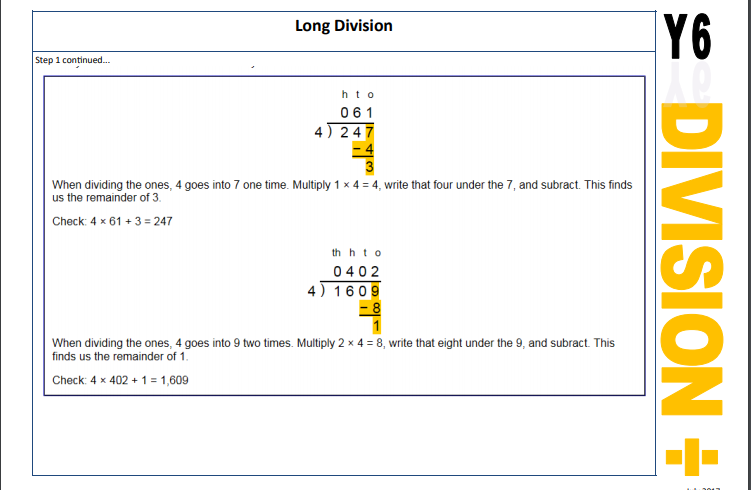 Long Division
Y6
Step 1 continued...
h t o
0 6 1
4 ) 2 4 7
- 4
3
When dividing the ones, 4 goes into 7 one time. Multiply 1 × 4 = 4, write that four under the 7, and subract. This finds
us the remainder of 3.
Check: 4 × 61 + 3 = 247
th h t o
0 4 0 2
4 ) 1 6 0 9
- 8
1
When dividing the ones, 4 goes into 9 two times. Multiply 2 × 4 = 8, write that eight under the 9, and subract. This
finds us the remainder of 1.
Check: 4 × 402 + 1 = 1,609
DIVISION ÷